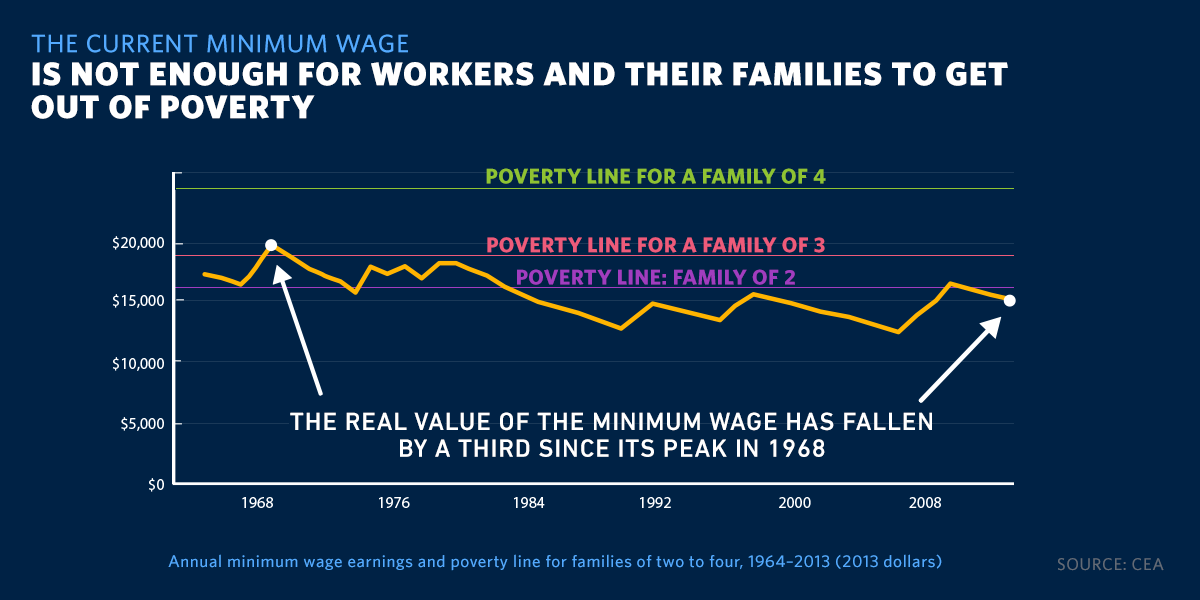 THE CURRENT MINIMUM WAGE
IS NOT ENOUGH FOR WORKERS AND THEIR FAMILIES TO GET
OUT OF POVERTY
POVERTY LINE FOR A FAMILY OF 4
$20,000
POVERTY LINE FOR A FAMILY OF 3
POVERTY LINE: FAMILY OF 2
$15,000
$10,000
$5,000
THE REAL VALUE OF THE MINIMUM WAGE HAS FALLEN
BY A THIRD SINCE ITS PEAK IN 1968
$0
1968 1976 1984 1992 2000 2008
Annual minimum wage earnings and poverty line for families of two to four, 1964–2013 (2013 dollars)
SOURCE: CEA